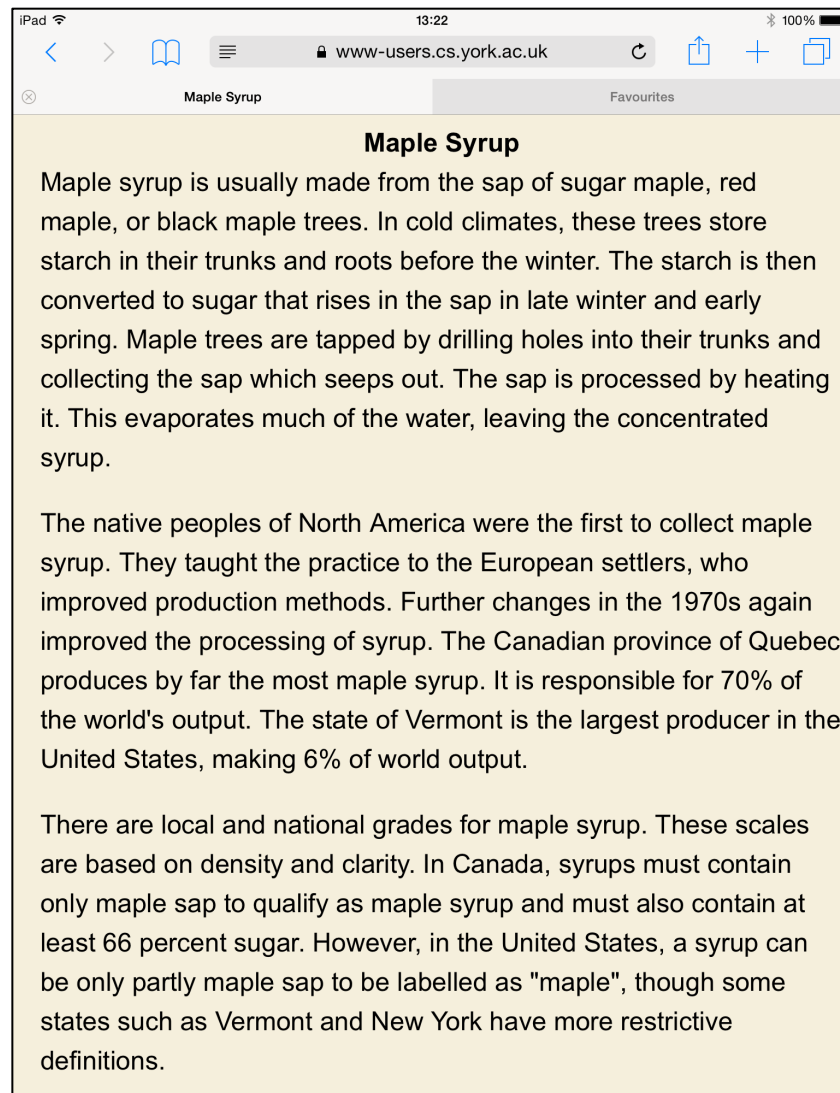 iPad 13:22 100%
www-users.cs.york.ac.uk
Maple Syrup Favourites
Maple Syrup
Maple syrup is usually made from the sap of sugar maple, red
maple, or black maple trees. In cold climates, these trees store
starch in their trunks and roots before the winter. The starch is then
converted to sugar that rises in the sap in late winter and early
spring. Maple trees are tapped by drilling holes into their trunks and
collecting the sap which seeps out. The sap is processed by heating
it. This evaporates much of the water, leaving the concentrated
syrup.
The native peoples of North America were the first to collect maple
syrup. They taught the practice to the European settlers, who
improved production methods. Further changes in the 1970s again
improved the processing of syrup. The Canadian province of Quebec
produces by far the most maple syrup. It is responsible for 70% of
the world's output. The state of Vermont is the largest producer in the
United States, making 6% of world output.
There are local and national grades for maple syrup. These scales
are based on density and clarity. In Canada, syrups must contain
only maple sap to qualify as maple syrup and must also contain at
least 66 percent sugar. However, in the United States, a syrup can
be only partly maple sap to be labelled as "maple", though some
states such as Vermont and New York have more restrictive
definitions.